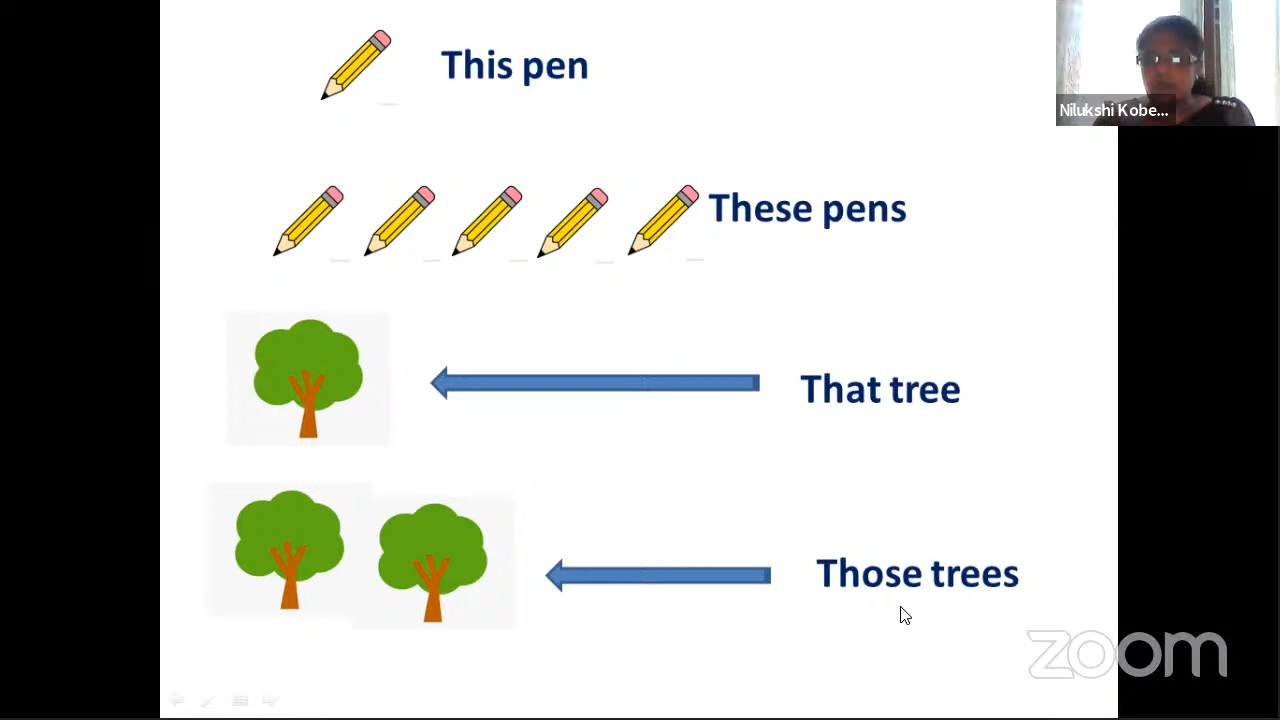 This pen
Nilukshi Kobe...
These pens
That tree
Those trees
zoom